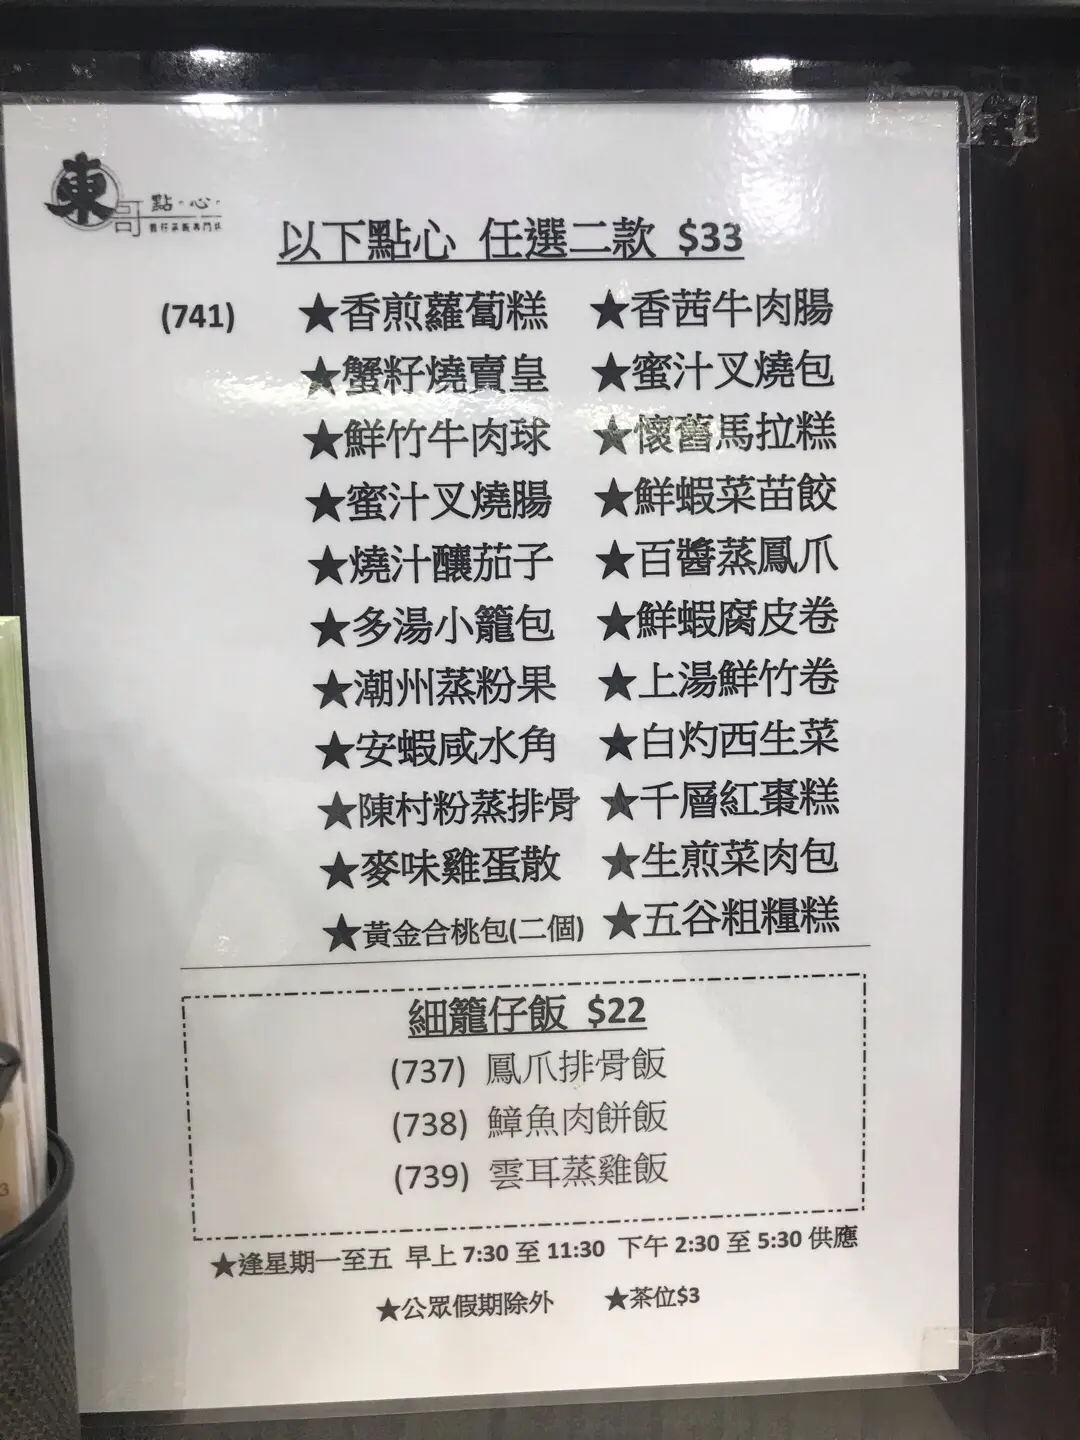 東哥點·心·
以下點心 任選二款 $33
(741) ★香煎蘿蔔糕 ★香茜牛肉腸
★蟹籽燒賣皇 ★蜜汁叉燒包
★鮮竹牛肉球 ★懷舊馬拉糕
★蜜汁叉燒腸 ★鮮蝦菜苗餃
★燒汁釀茄子 ★百醬蒸鳳爪
★多湯小籠包 ★鮮蝦腐皮卷
★潮州蒸粉果 ★上湯鮮竹卷
★安蝦咸水角 ★白灼西生菜
★陳村粉蒸排骨 ★千層紅棗糕
★麥味雞蛋散 ★生煎菜肉包
★黃金合桃包(二個) ★五谷粗糧糕
細籠仔飯 $22
(737) 鳳爪排骨飯
(738) 鱆魚肉餅飯
(739) 雲耳蒸雞飯
★逢星期一至五 早上 7:30 至 11:30 下午 2:30 至 5:30 供應
★公眾假期除外 ★茶位$3
3